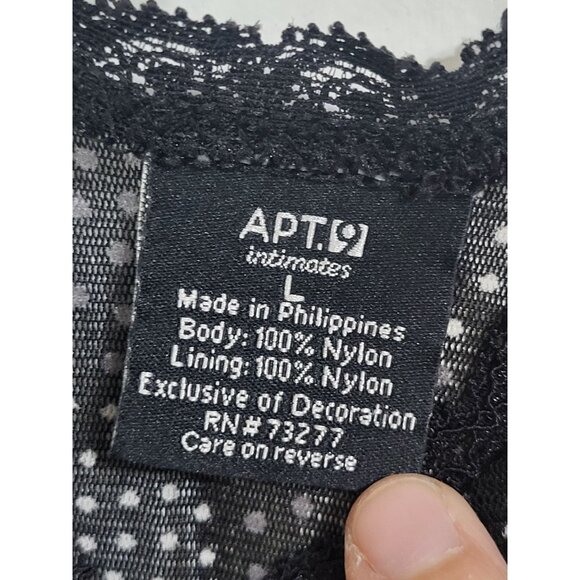 APT.9
intimates
L
Made in Philippines
Body: 100% Nylon
Lining: 100% Nylon
Exclusive of Decoration
RN# 73277
Care on reverse